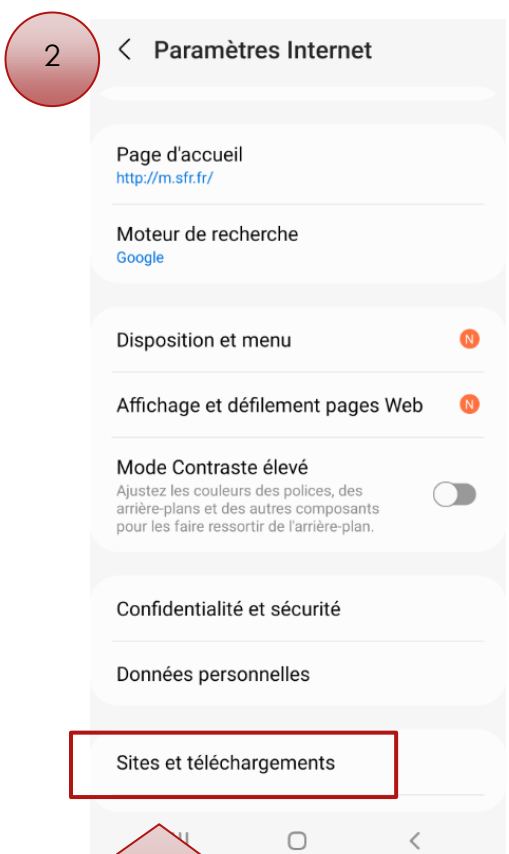 2
Paramètres Internet
Page d'accueil
http://m.sfr.fr/
Moteur de recherche
Google
Disposition et menu
N
Affichage et défilement pages Web
N
Mode Contraste élevé
Ajustez les couleurs des polices, des
arrière-plans et des autres composants
pour les faire ressortir de l'arrière-plan.
Confidentialité et sécurité
Données personnelles
Sites et téléchargements